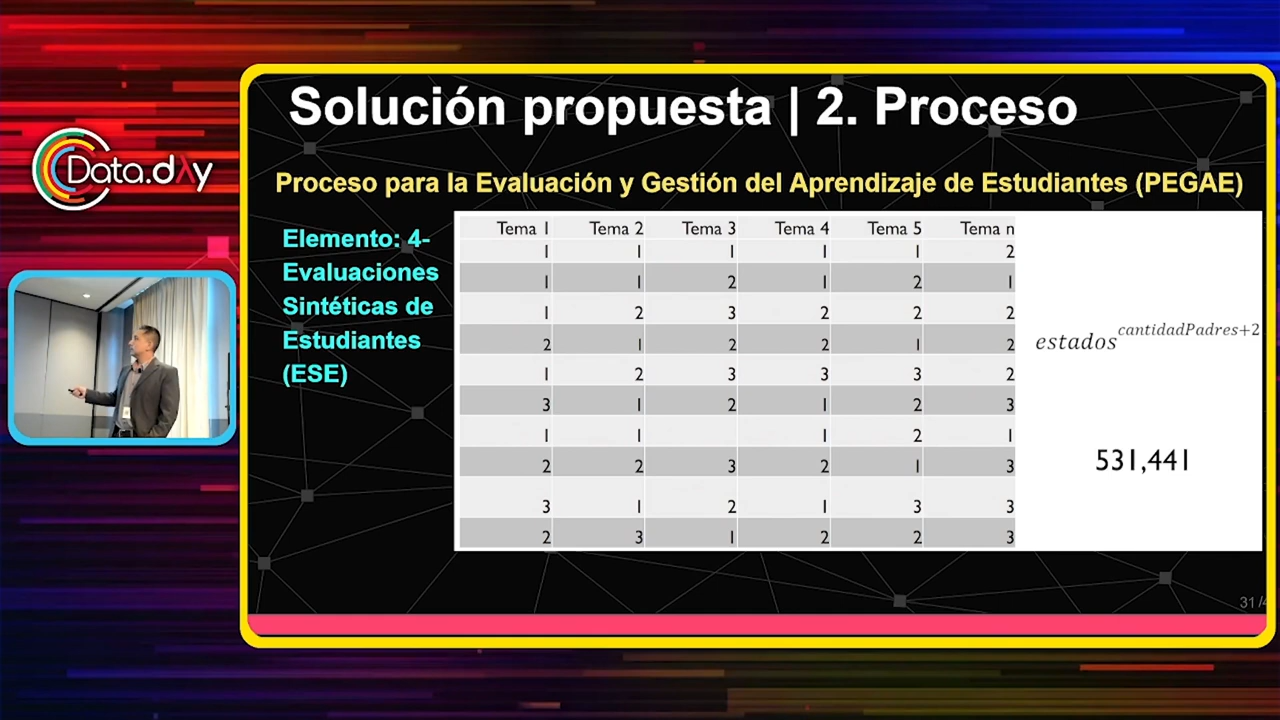 Solución propuesta | 2. Proceso
Data.dλy
Proceso para la Evaluación y Gestión del Aprendizaje de Estudiantes (PEGAE)
Elemento: 4-
Evaluaciones
Sintéticas de
Estudiantes
(ESE)
Tema 1 Tema 2 Tema 3 Tema 4 Tema 5 Tema n
1 1 1 1 1 2
1 1 2 1 2 1
1 2 3 2 2 2
2 1 2 2 1 2
1 2 3 3 3 2
3 1 2 1 2 3
1 1 1 2 1
2 2 3 2 1 3
3 1 2 1 3 3
2 3 1 2 2 3
estados^cantidadPadres+2
531,441
31 /